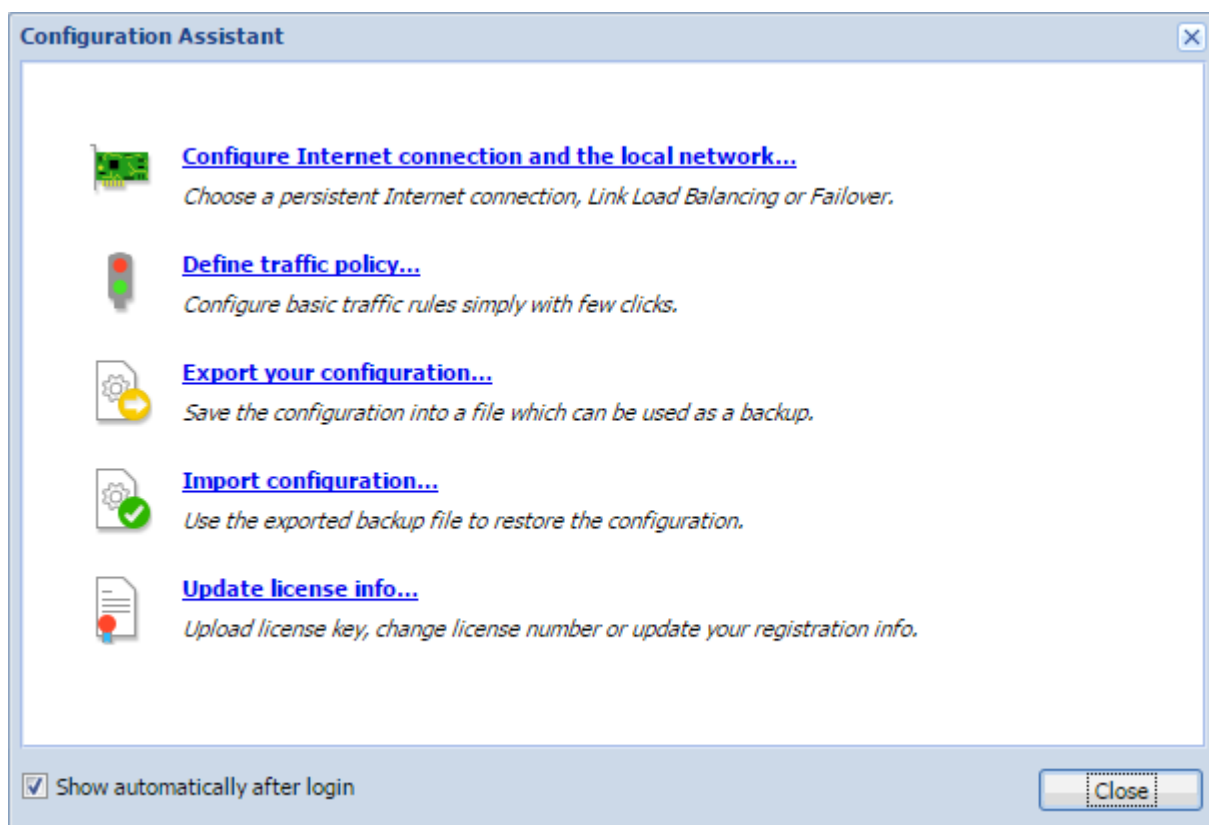 Configuration Assistant
Configure Internet connection and the local network...
Choose a persistent Internet connection, Link Load Balancing or Failover.
Define traffic policy...
Configure basic traffic rules simply with few clicks.
Export your configuration...
Save the configuration into a file which can be used as a backup.
Import configuration...
Use the exported backup file to restore the configuration.
Update license info...
Upload license key, change license number or update your registration info.
Show automatically after login
Close